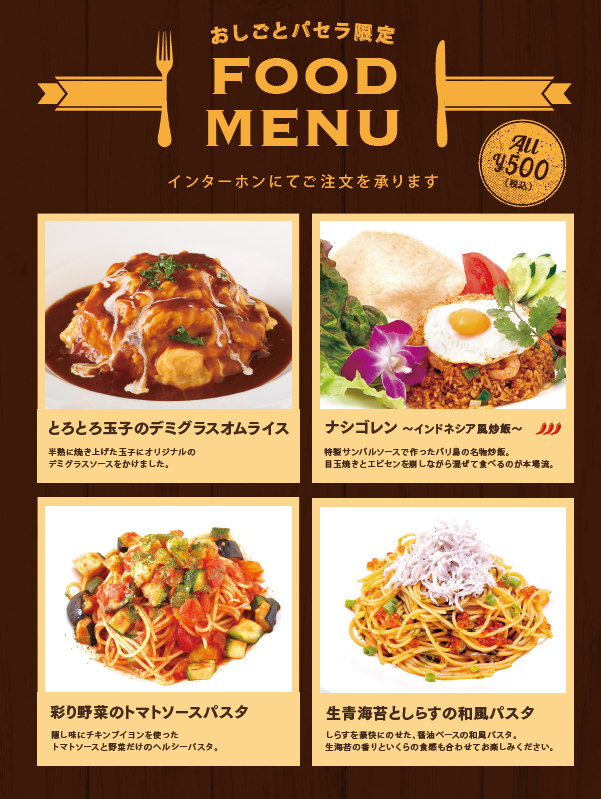 おしごとパセラ限定
FOOD
MENU
All
¥500
(税込)
インターホンにてご注文を承ります
とろとろ玉子のデミグラスオムライス
半熟に焼き上げた玉子にオリジナルの
デミグラスソースをかけました。
ナシゴレン ～インドネシア風炒飯～
特製サンバルソースで作ったバリ島の名物炒飯。
目玉焼きとエビセンを崩しながら混ぜて食べるのが本場流。
彩り野菜のトマトソースパスタ
隠し味にチキンブイヨンを使った
トマトソースと野菜だけのヘルシーパスタ。
生青海苔としらすの和風パスタ
しらすを豪快にのせた、醤油ベースの和風パスタ。
生海苔の香りといくらの食感も合わせてお楽しみください。